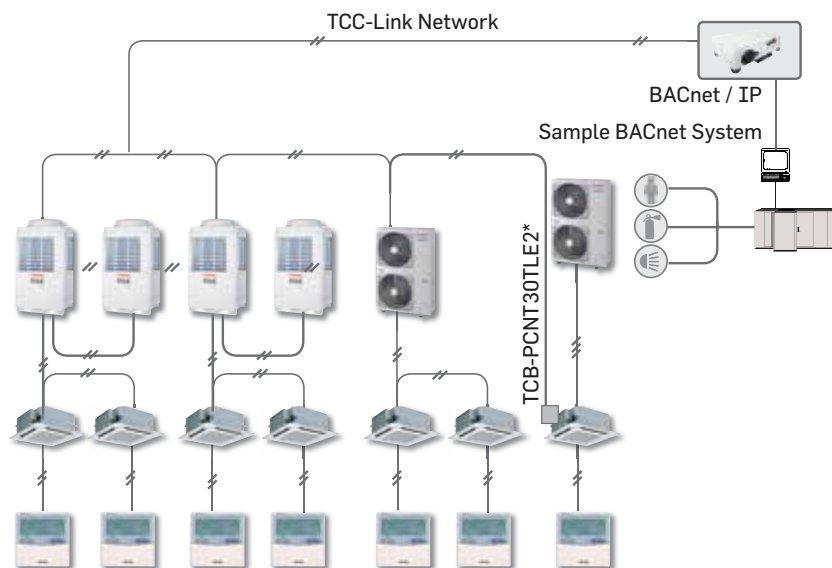 TCC-Link Network
BACnet / IP
Sample BACnet System
TCB-PCNT30TLE2*